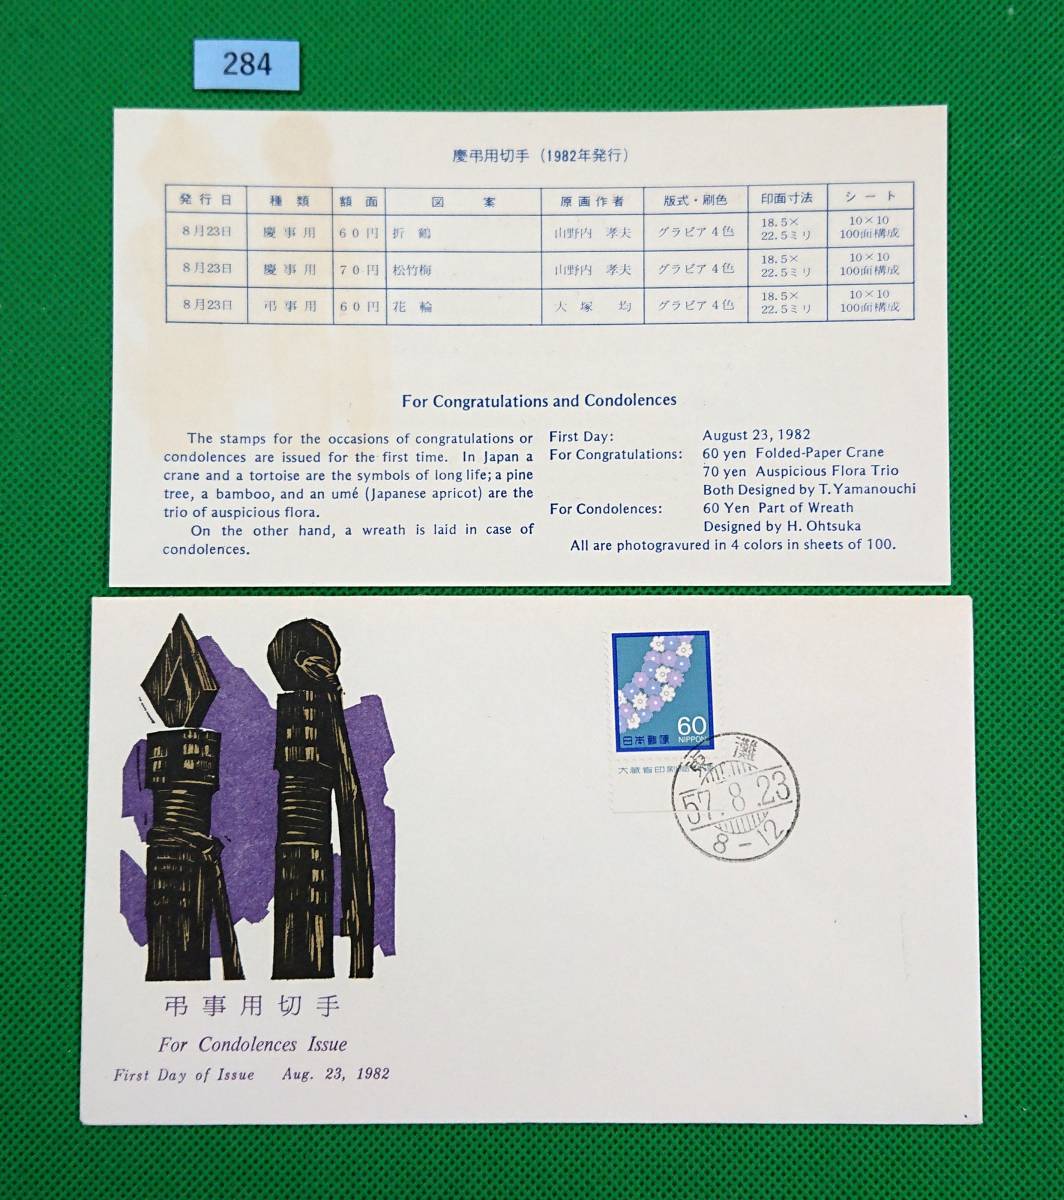 284
慶弔用切手（1982年発行）
発行日 種類 額面 図案 原画作者 版式・刷色 印面寸法 シート
8月23日 慶事用 60円 折鶴 山野内 孝夫 グラビア4色 18.5×22.5ミリ 10×10 100面構成
8月23日 慶事用 70円 松竹梅 山野内 孝夫 グラビア4色 18.5×22.5ミリ 10×10 100面構成
8月23日 弔事用 60円 花輪 大塚 均 グラビア4色 18.5×22.5ミリ 10×10 100面構成
For Congratulations and Condolences
The stamps for the occasions of congratulations or
condolences are issued for the first time. In Japan a
crane and a tortoise are the symbols of long life; a pine
tree, a bamboo, and an umé (Japanese apricot) are the
trio of auspicious flora.
On the other hand, a wreath is laid in case of
condolences.
First Day: August 23, 1982
For Congratulations: 60 yen Folded-Paper Crane
70 yen Auspicious Flora Trio
Both Designed by T. Yamanouchi
For Condolences: 60 Yen Part of Wreath
Designed by H. Ohtsuka
All are photogravured in 4 colors in sheets of 100.
60
日本郵便 NIPPON
大蔵省印刷
灘
57.8.23
8-12
弔事用切手
For Condolences Issue
First Day of Issue Aug. 23, 1982